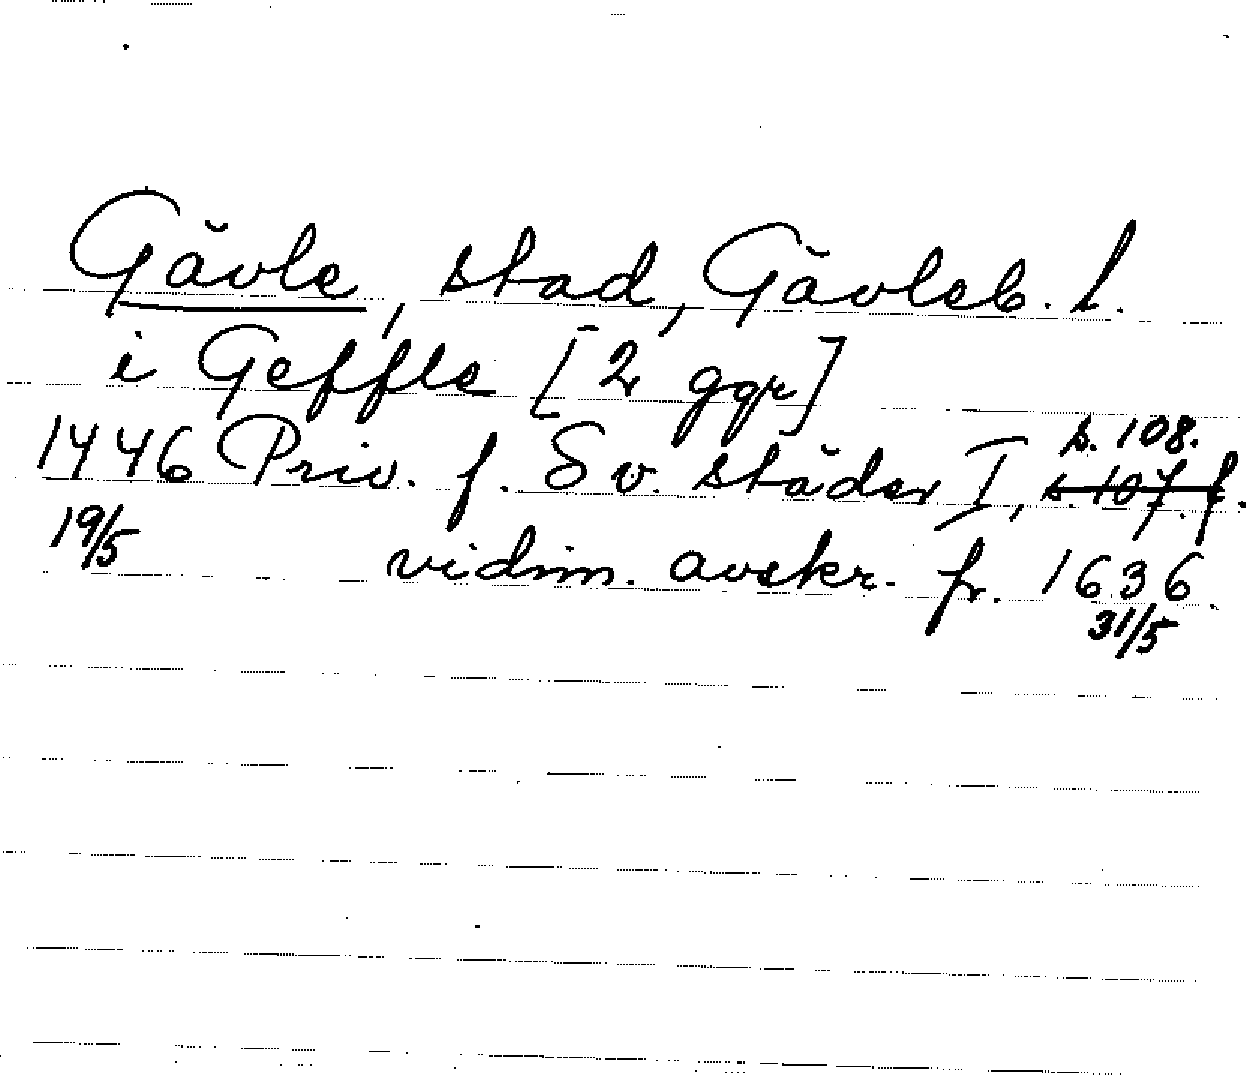 Gävle, stad, Gävleb. l.
i Geffle [2 ggr]
s. 108.
1446 Priv. f. Sv. städer I, s. 107. f.
19/5 vidim. avskr. fr. 1636.
31/5